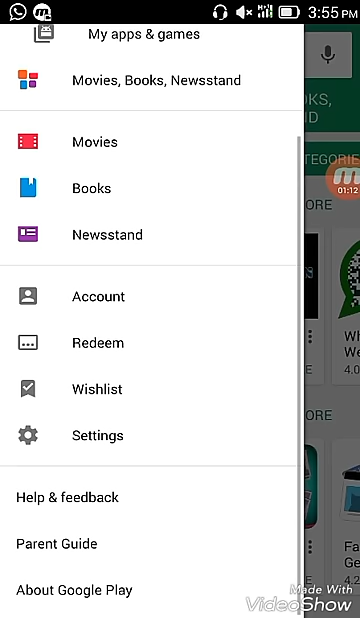 3:55 PM
My apps & games
Movies, Books, Newsstand
OKS,
ND
Movies
TEGORIE
Books
01:12
ORE
Newsstand
Account
Wh
We
Redeem
4.0
Wishlist
ORE
Settings
Help & feedback
Parent Guide
Fa
Ge
4.2
About Google Play
Made With
VideoShow